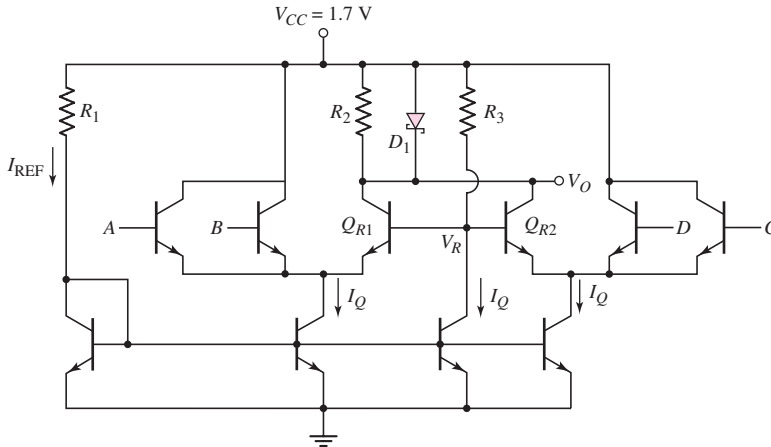 V_CC = 1.7 V
R_1
R_2
D_1
R_3
I_REF
V_O
A
B
Q_R1
V_R
Q_R2
D
C
I_Q
I_Q
I_Q